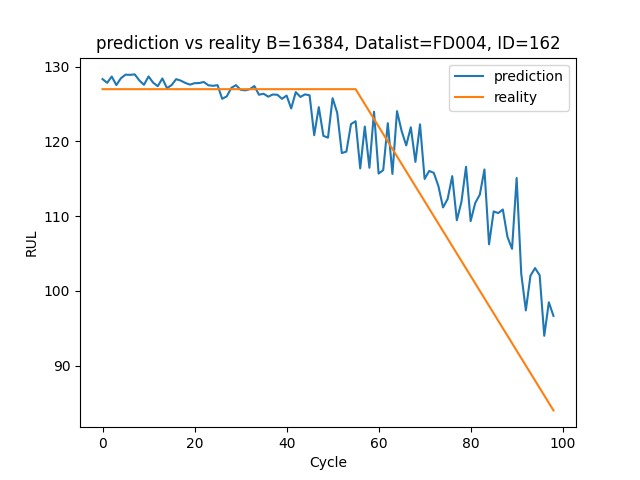 prediction vs reality B=16384, Datalist=FD004, ID=162
prediction
reality
RUL
130
120
110
100
90
0 20 40 60 80 100
Cycle